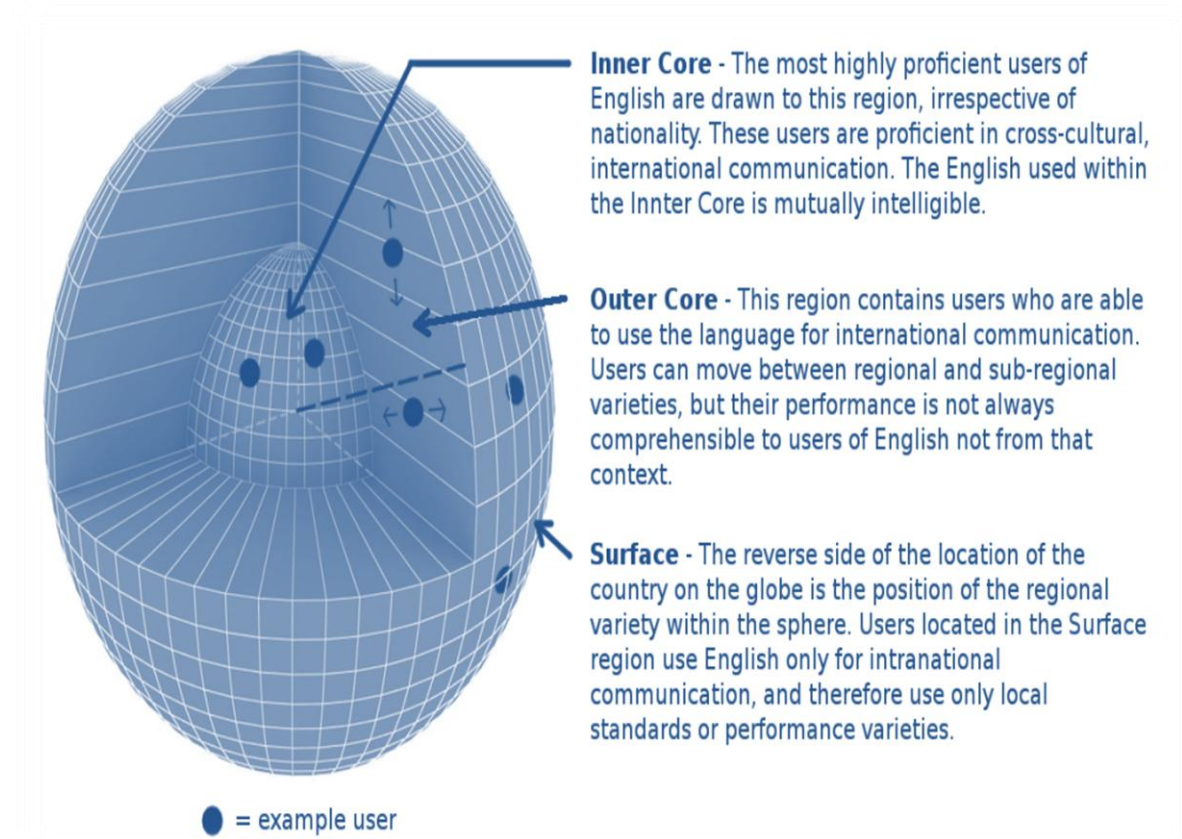 Inner Core - The most highly proficient users of
English are drawn to this region, irrespective of
nationality. These users are proficient in cross-cultural,
international communication. The English used within
the Innter Core is mutually intelligible.
Outer Core - This region contains users who are able
to use the language for international communication.
Users can move between regional and sub-regional
varieties, but their performance is not always
comprehensible to users of English not from that
context.
Surface - The reverse side of the location of the
country on the globe is the position of the regional
variety within the sphere. Users located in the Surface
region use English only for intranational
communication, and therefore use only local
standards or performance varieties.
= example user